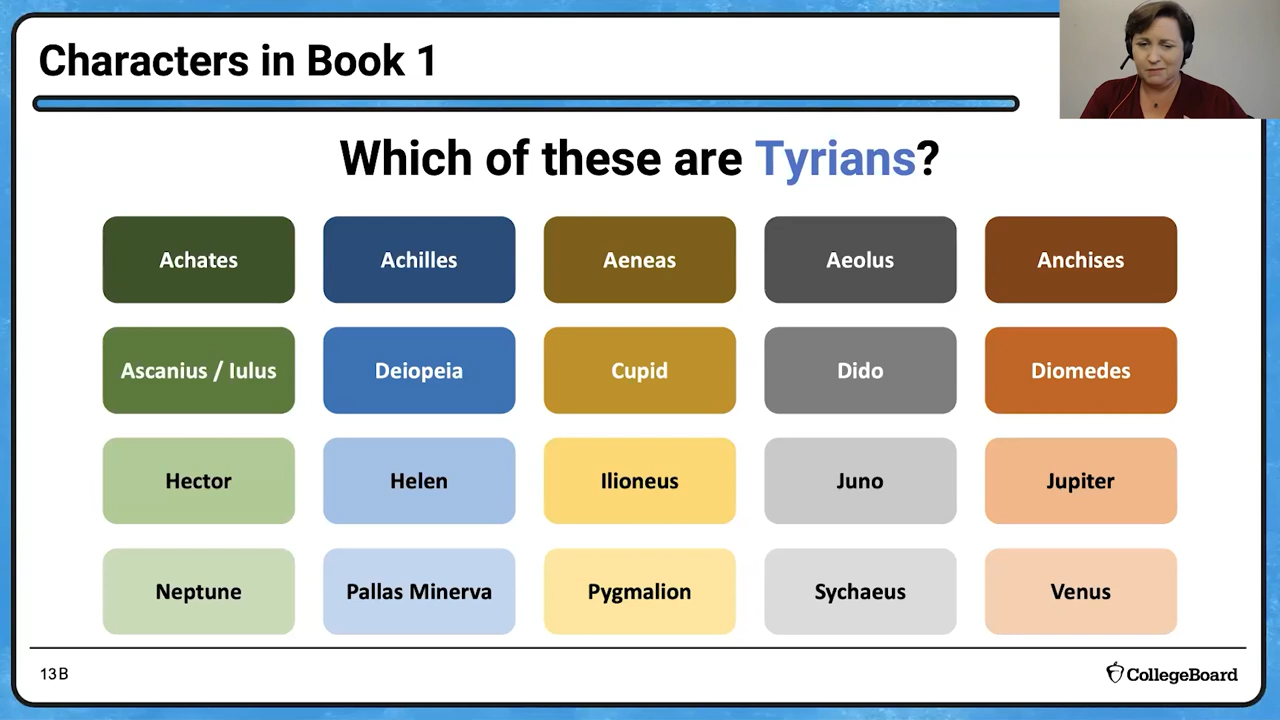 Characters in Book 1
Which of these are Tyrians?
Achates
Achilles
Aeneas
Aeolus
Anchises
Ascanius / Iulus
Deiopeia
Cupid
Dido
Diomedes
Hector
Helen
Ilioneus
Juno
Jupiter
Neptune
Pallas Minerva
Pygmalion
Sychaeus
Venus
13B
CollegeBoard